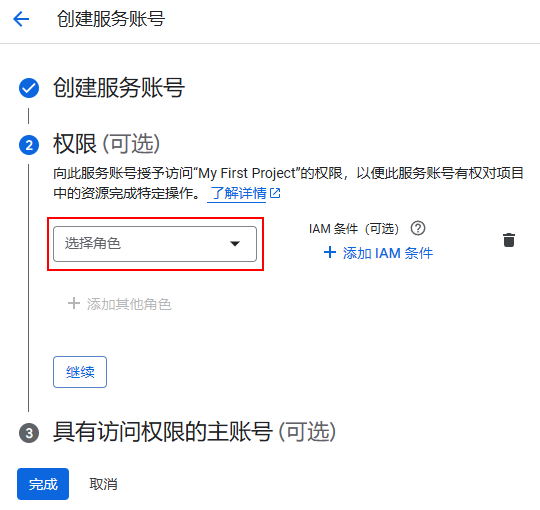 创建服务账号
创建服务账号
2 权限 (可选)
向此服务账号授予访问“My First Project”的权限，以便此服务账号有权对项目
中的资源完成特定操作。了解详情
IAM 条件（可选）
选择角色
添加 IAM 条件
添加其他角色
继续
3 具有访问权限的主账号 (可选)
完成 取消